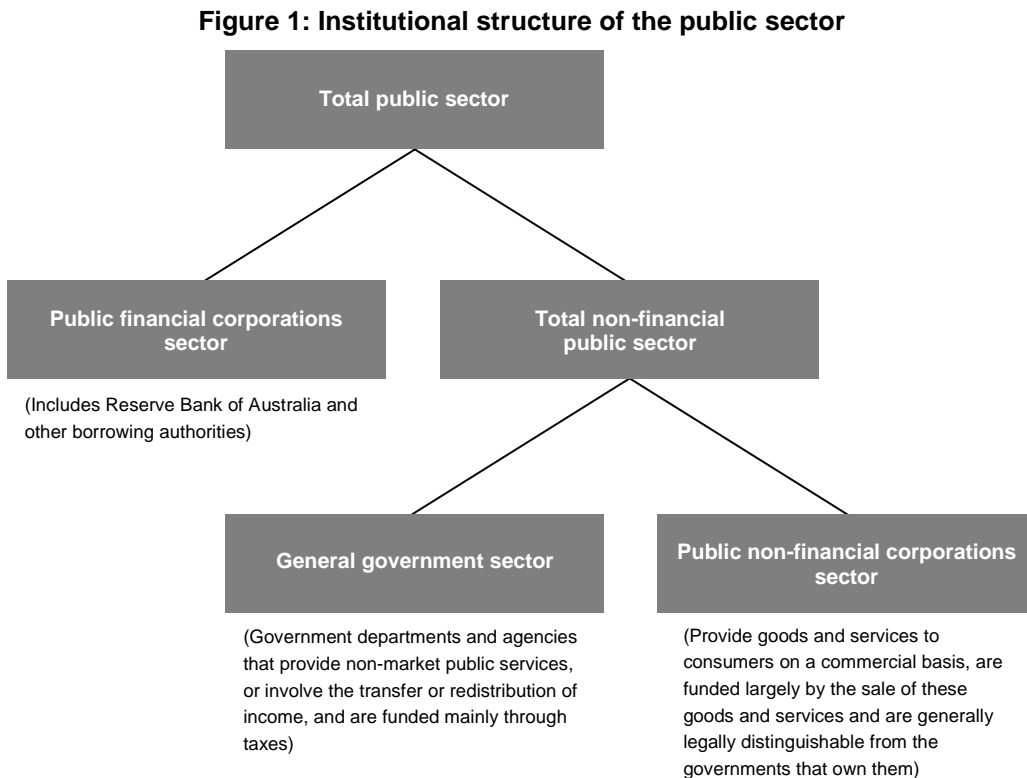 Figure 1: Institutional structure of the public sector
Total public sector
Public financial corporations
sector
(Includes Reserve Bank of Australia and
other borrowing authorities)
Total non-financial
public sector
General government sector
(Government departments and agencies
that provide non-market public services,
or involve the transfer or redistribution of
income, and are funded mainly through
taxes)
Public non-financial corporations
sector
(Provide goods and services to
consumers on a commercial basis, are
funded largely by the sale of these
goods and services and are generally
legally distinguishable from the
governments that own them)